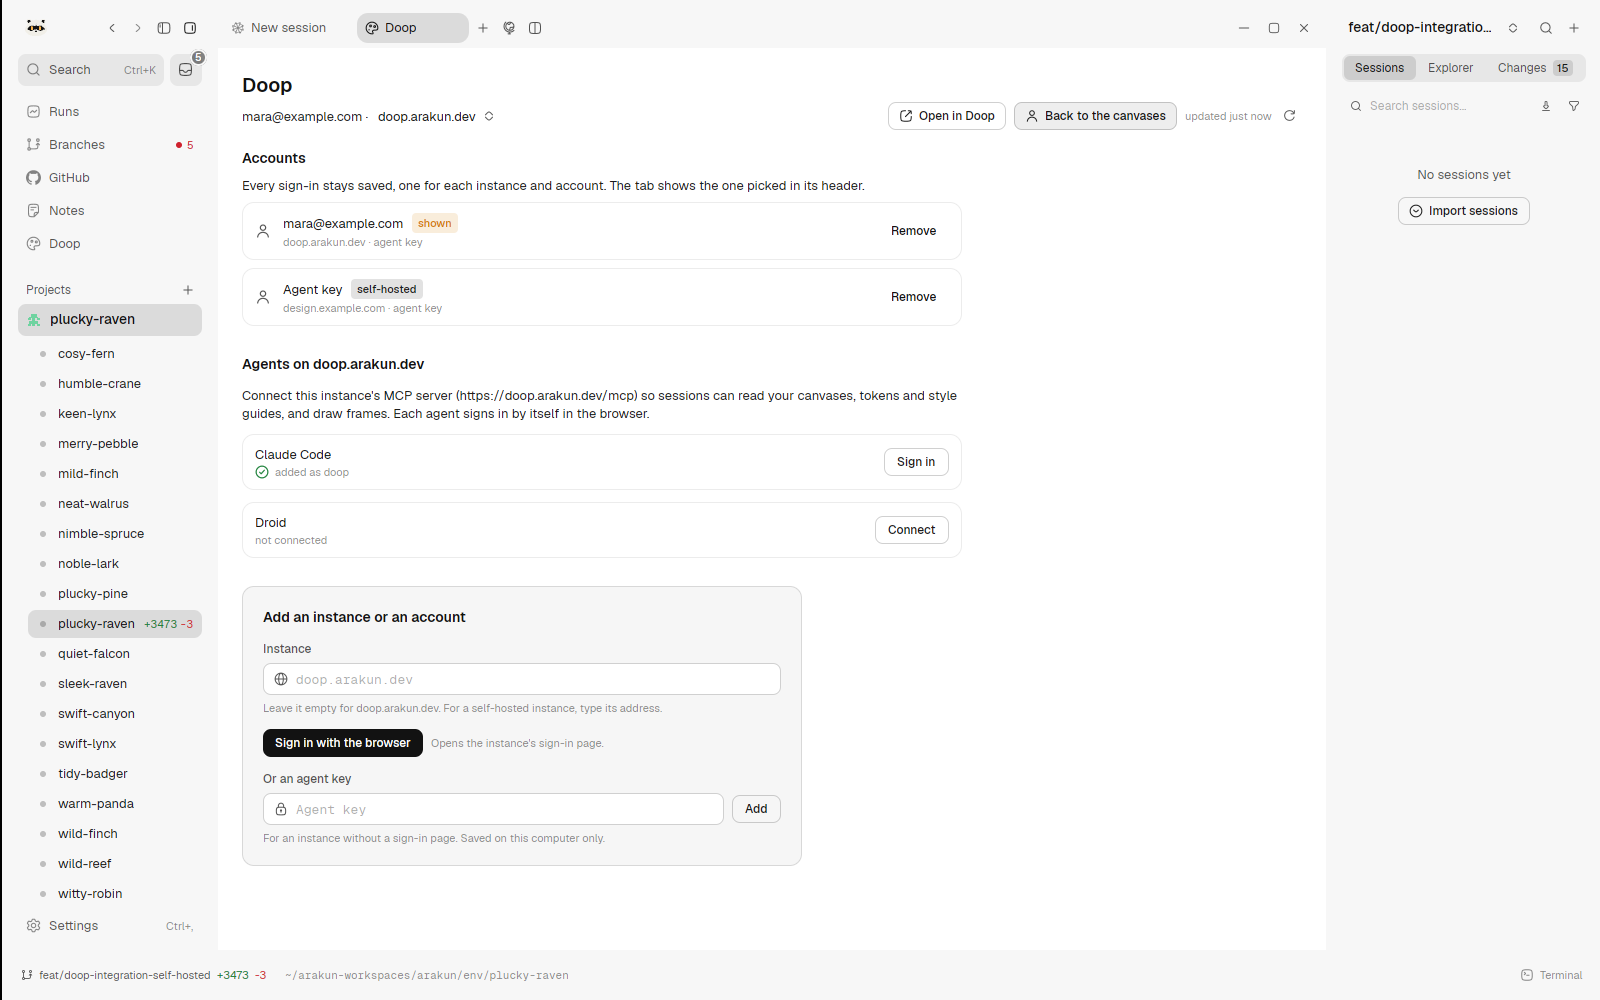 New session
Doop
feat/doop-integratio...
Search
Ctrl+K
5
Runs
Branches
5
GitHub
Notes
Doop
Projects
plucky-raven
cosy-fern
humble-crane
keen-lynx
merry-pebble
mild-finch
neat-walrus
nimble-spruce
noble-lark
plucky-pine
plucky-raven +3473 -3
quiet-falcon
sleek-raven
swift-canyon
swift-lynx
tidy-badger
warm-panda
wild-finch
wild-reef
witty-robin
Settings
Ctrl+,
Doop
mara@example.com · doop.arakun.dev
Open in Doop
Back to the canvases
updated just now
Accounts
Every sign-in stays saved, one for each instance and account. The tab shows the one picked in its header.
mara@example.com shown
doop.arakun.dev · agent key
Remove
Agent key self-hosted
design.example.com · agent key
Remove
Agents on doop.arakun.dev
Connect this instance's MCP server (https://doop.arakun.dev/mcp) so sessions can read your canvases, tokens and style
guides, and draw frames. Each agent signs in by itself in the browser.
Claude Code
added as doop
Sign in
Droid
not connected
Connect
Add an instance or an account
Instance
doop.arakun.dev
Leave it empty for doop.arakun.dev. For a self-hosted instance, type its address.
Sign in with the browser
Opens the instance's sign-in page.
Or an agent key
Agent key
Add
For an instance without a sign-in page. Saved on this computer only.
Sessions
Explorer
Changes 15
Search sessions...
No sessions yet
Import sessions
feat/doop-integration-self-hosted +3473 -3
~/arakun-workspaces/arakun/env/plucky-raven
Terminal